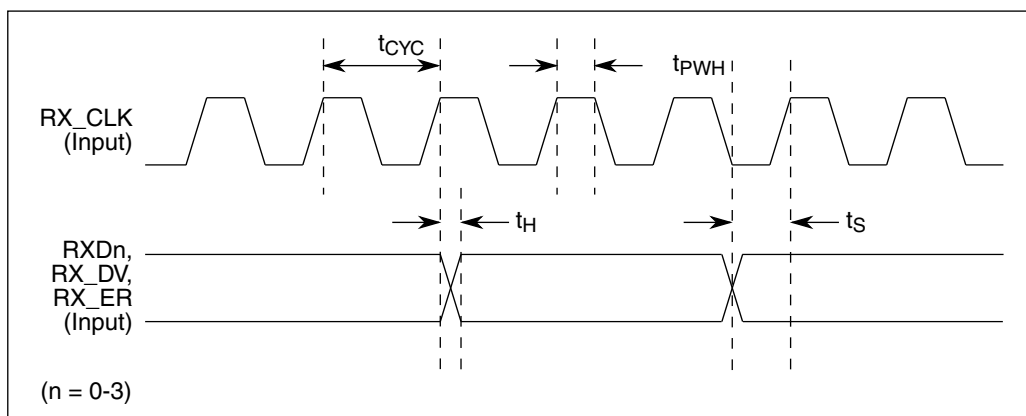 tCYC
tPWH
RX_CLK
(Input)
tH
tS
RXDn,
RX_DV,
RX_ER
(Input)
(n = 0-3)